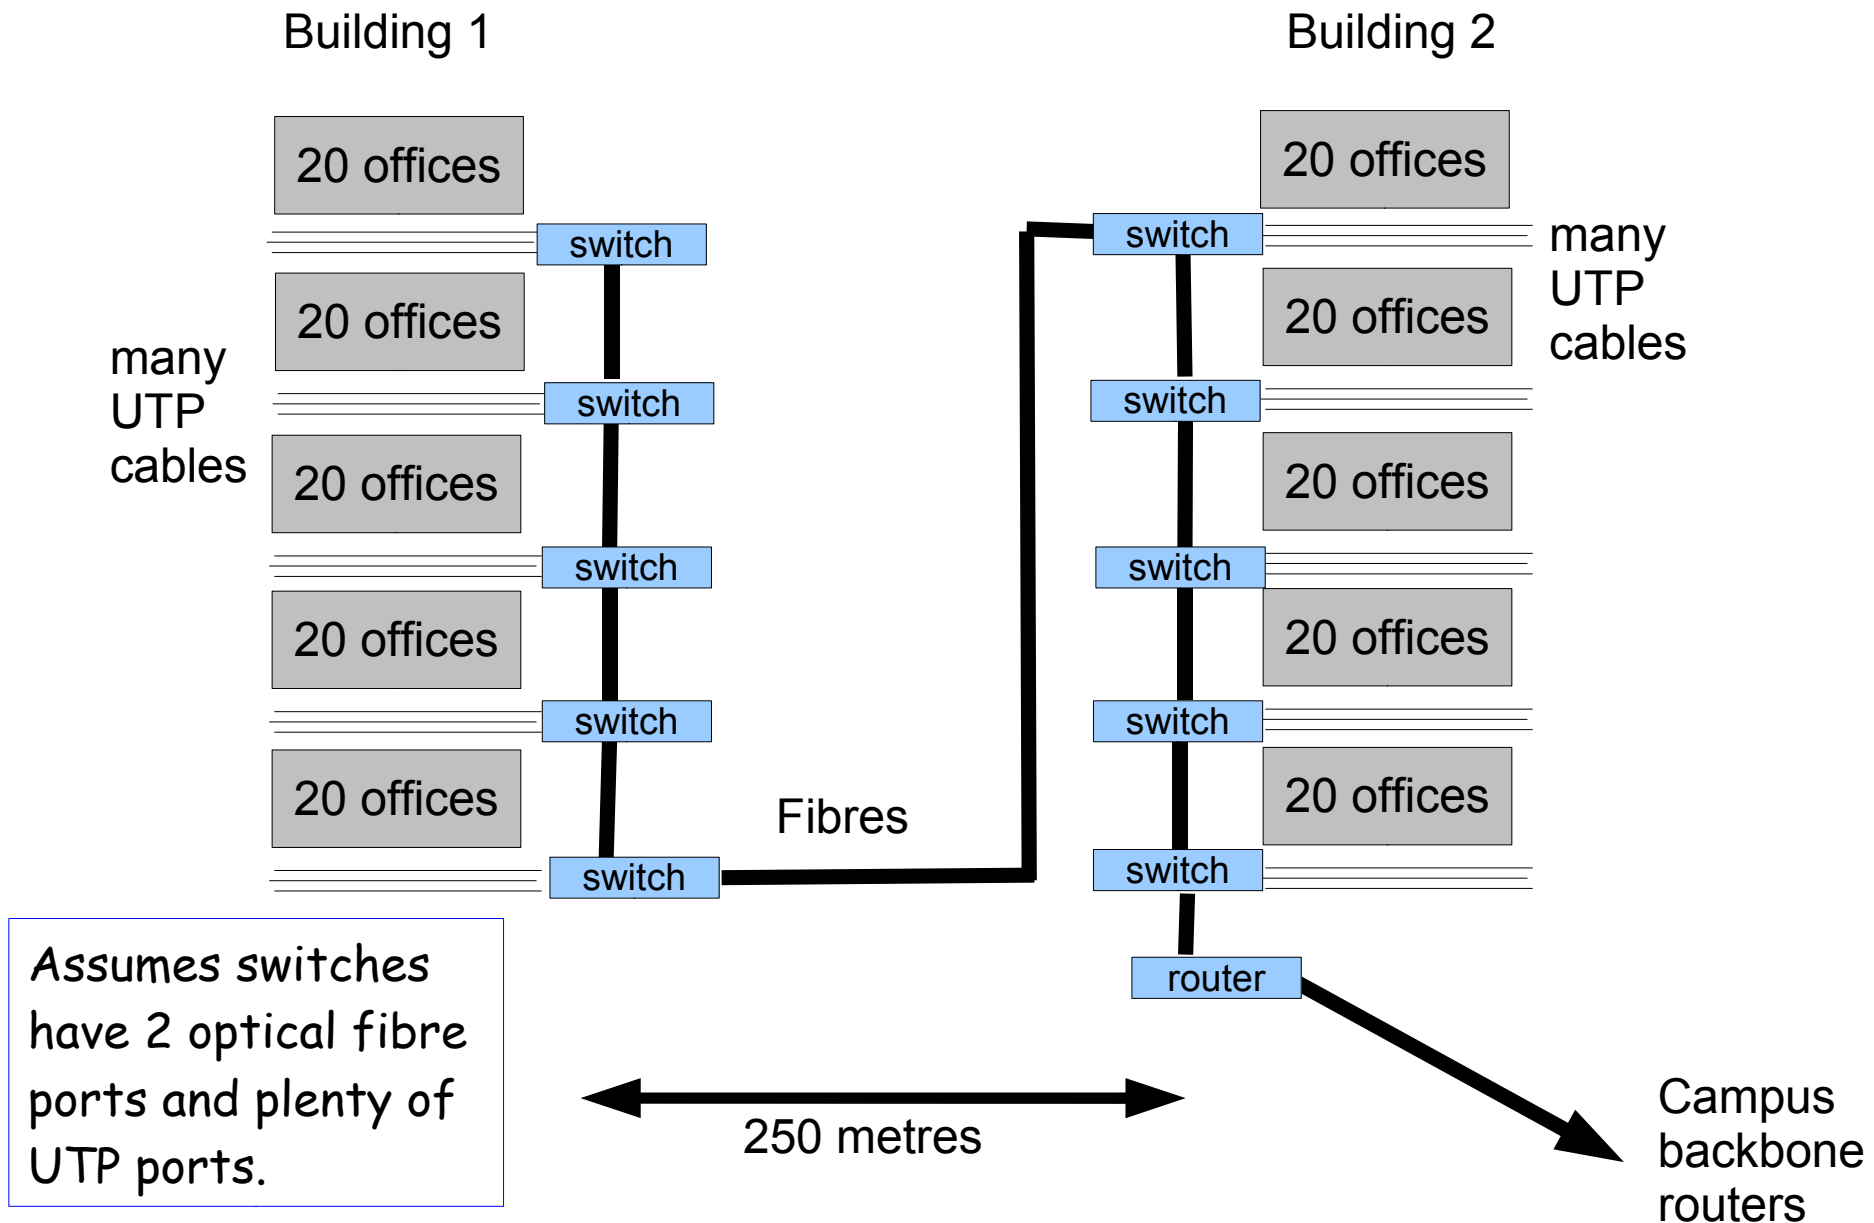 Building 1
Building 2
20 offices
20 offices
switch
switch
many
UTP
cables
20 offices
20 offices
many
UTP
cables
switch
switch
20 offices
20 offices
switch
switch
20 offices
20 offices
switch
switch
20 offices
20 offices
Fibres
switch
switch
Assumes switches
have 2 optical fibre
ports and plenty of
UTP ports.
router
250 metres
Campus
backbone
routers